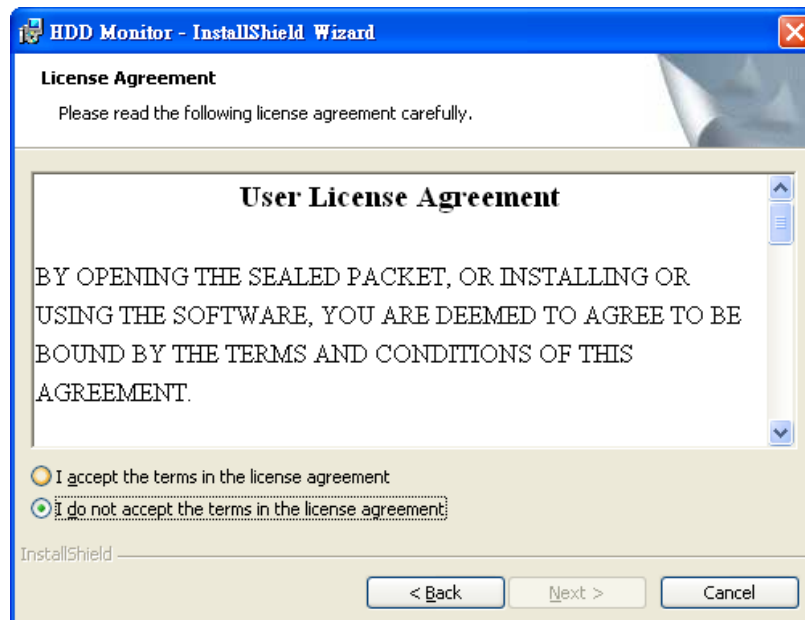 HDD Monitor - InstallShield Wizard
License Agreement
Please read the following license agreement carefully.
User License Agreement
BY OPENING THE SEALED PACKET, OR INSTALLING OR
USING THE SOFTWARE, YOU ARE DEEMED TO AGREE TO BE
BOUND BY THE TERMS AND CONDITIONS OF THIS
AGREEMENT.
I accept the terms in the license agreement
I do not accept the terms in the license agreement
InstallShield
< Back Next > Cancel